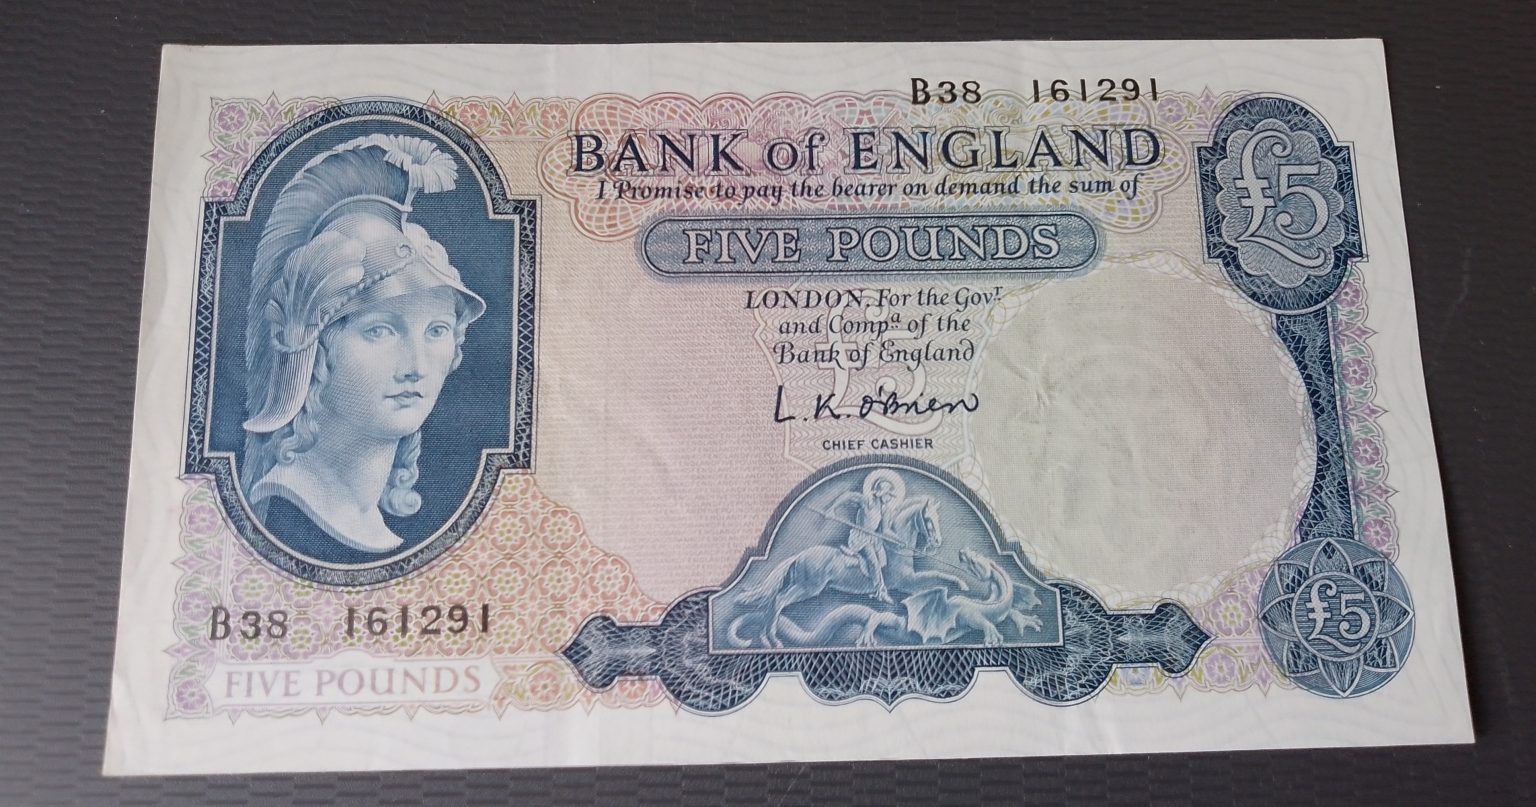 B38 161291
BANK of ENGLAND
I Promise to pay the bearer on demand the sum of
£5
FIVE POUNDS
LONDON, For the Govr.
and Compa. of the
Bank of England
£5
L.K. O'Brien
CHIEF CASHIER
B38 161291
£5
FIVE POUNDS